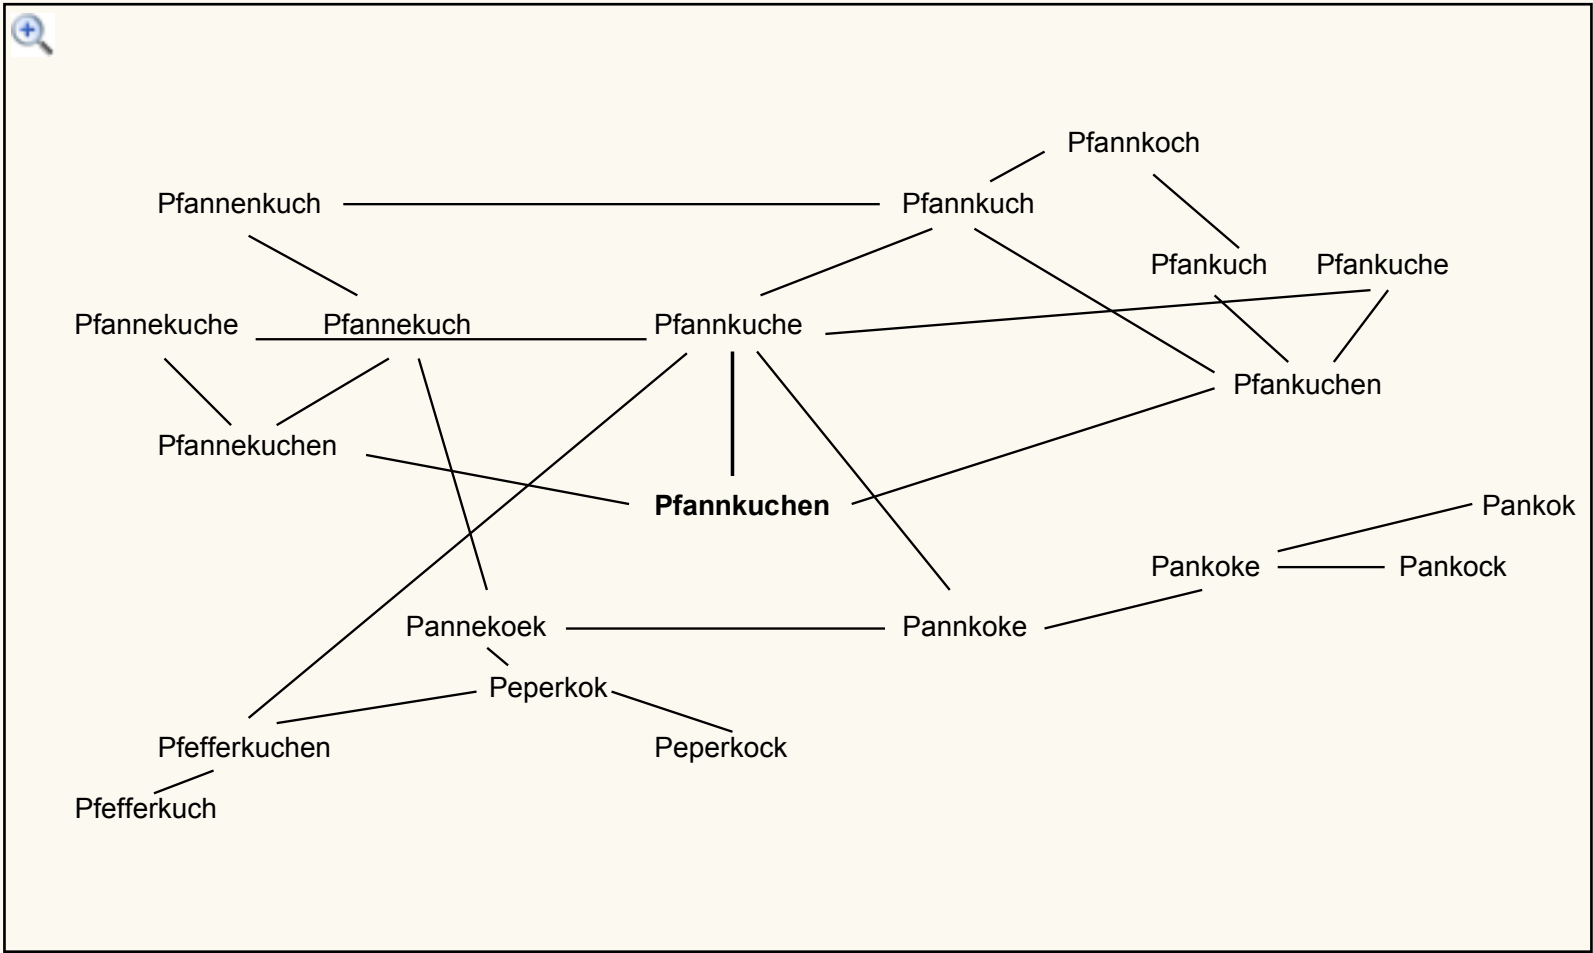 Pfannkoch
Pfannenkuch
Pfannkuch
Pfankuch
Pfankuche
Pfannekuche
Pfannekuch
Pfannkuche
Pfankuchen
Pfannekuchen
Pfannkuchen
Pankok
Pankoke
Pankock
Pannekoek
Pannkoke
Peperkok
Pfefferkuchen
Peperkock
Pfefferkuch